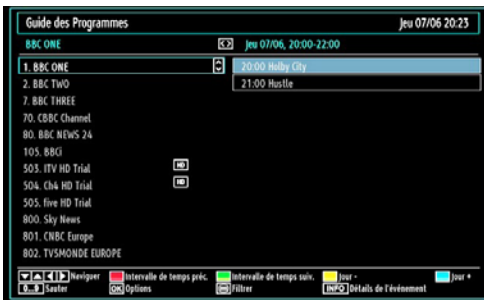 Guide des Programmes Jeu 07/06 20:23
BBC ONE Jeu 07/06, 20:00-22:00
1. BBC ONE 20:00 Holby City
2. BBC TWO 21:00 Hustle
7. BBC THREE
70. CBBC Channel
80. BBC NEWS 24
105. BBCi
503. ITV HD Trial HD
504. Ch4 HD Trial HD
505. five HD Trial
800. Sky News
801. CNBC Europe
802. TV5MONDE EUROPE
Naviguer Intervalle de temps préc. Intervalle de temps suiv. Jour - Jour +
0...9 Sauter OK Options Filtrer INFO Détails de l'événement